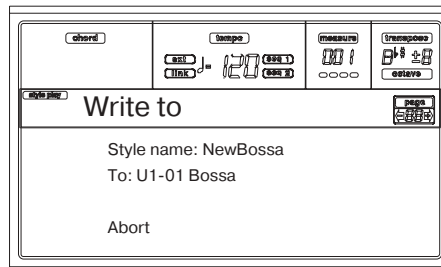 chord
tempo
measure
transpose
ext
link
♩= 120
seq 1
seq 2
001
octave
style play
Write to
page
Style name: NewBossa
To: U1-01 Bossa
Abort